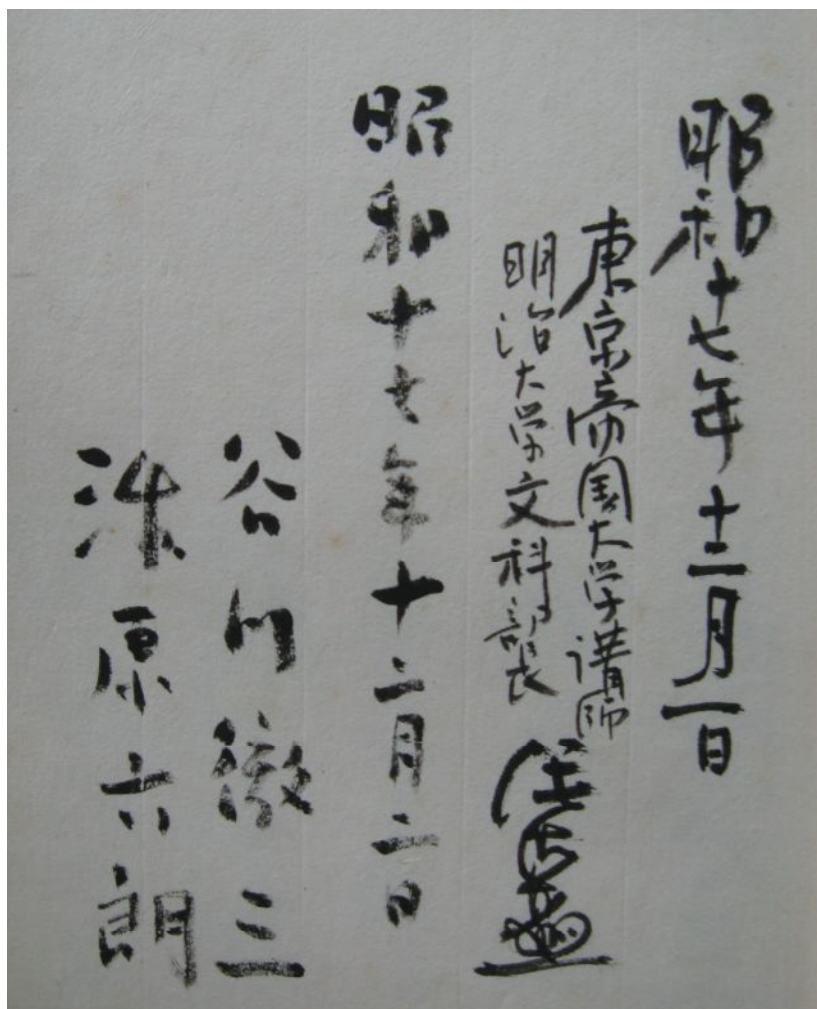 昭和十七年十二月一日
東京帝國大学講師
明治大学文科部長
昭和十七年十二月二日
谷川徹三
原六郎